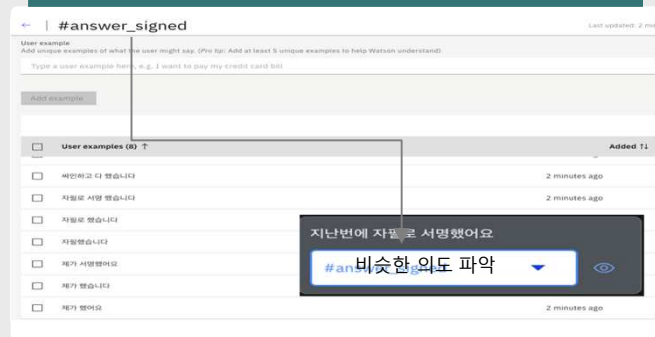 ← | #answer_signed
Last updated: 2 mi
User example
Add unique examples of what the user might say. (Pro tip: Add at least 5 unique examples to help Watson understand)
Type a user example here, e.g. I want to pay my credit card bill
Add example
User examples (8) ↑ Added ↑↓
싸인하고 다 했습니다 2 minutes ago
자필로 서명 했습니다 2 minutes ago
자필로 했습니다
자필했습니다
제가 서명했어요
제가 했습니다
제가 했어요 2 minutes ago
지난번에 자필로 서명했어요
#answer_signed
비슷한 의도 파악